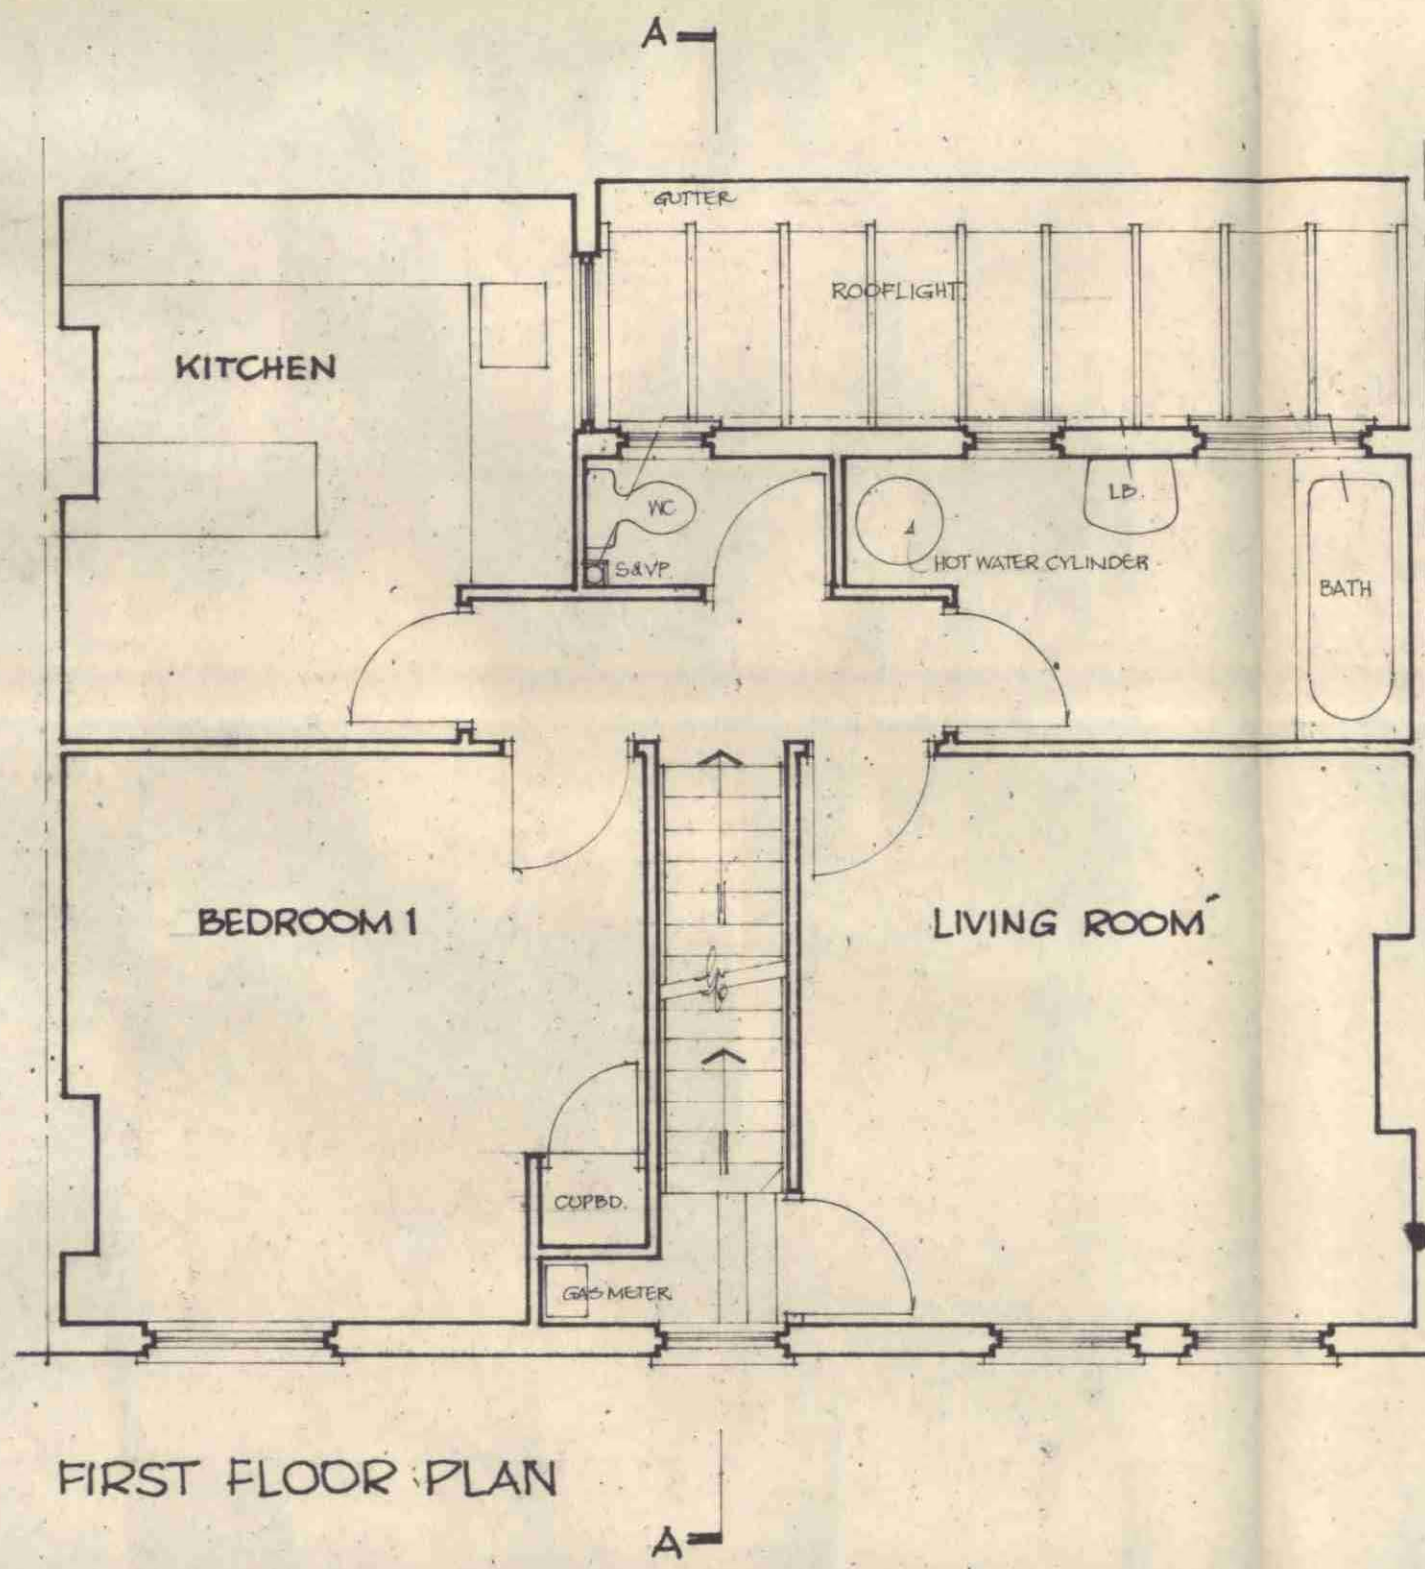 A
GUTTER
ROOFLIGHT
KITCHEN
WC
LB.
S&VP.
HOT WATER CYLINDER
BATH
BEDROOM 1
LIVING ROOM
CUPBD.
GAS METER
FIRST FLOOR PLAN
A